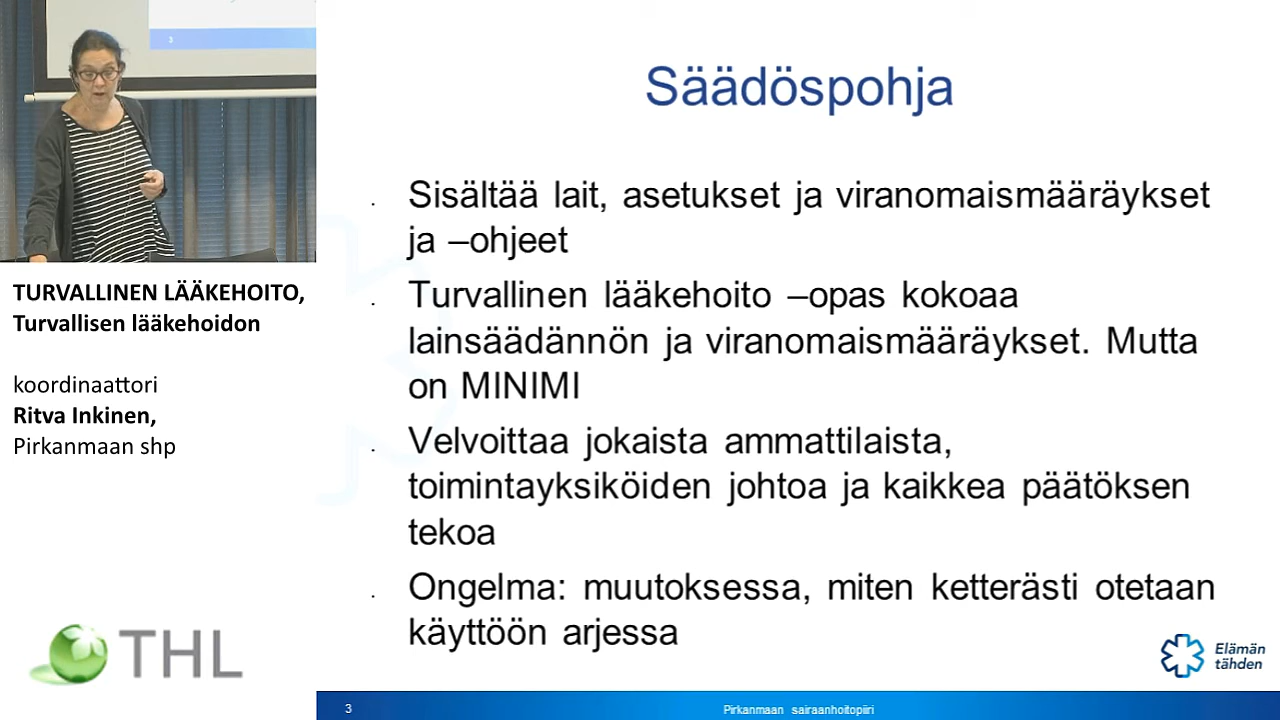 3
TURVALLINEN LÄÄKEHOITO,
Turvallisen lääkehoidon
koordinaattori
Ritva Inkinen,
Pirkanmaan shp
THL
Säädöspohja
Sisältää lait, asetukset ja viranomaismääräykset
ja –ohjeet
Turvallinen lääkehoito –opas kokoaa
lainsäädännön ja viranomaismääräykset. Mutta
on MINIMI
Velvoittaa jokaista ammattilaista,
toimintayksiköiden johtoa ja kaikkea päätöksen
tekoa
Ongelma: muutoksessa, miten ketterästi otetaan
käyttöön arjessa
Elämän
tähden
3
Pirkanmaan sairaanhoitopiiri